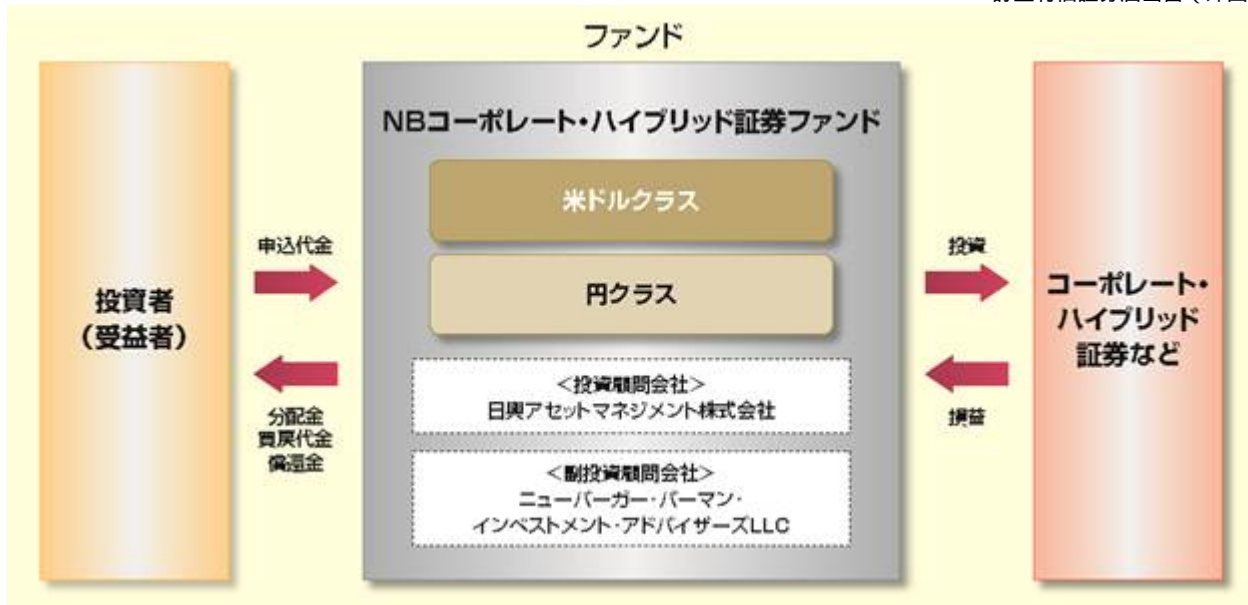 ファンド
投資者
（受益者）
申込代金
分配金
買戻代金
償還金
NBコーポレート・ハイブリッド証券ファンド
米ドルクラス
円クラス
＜投資顧問会社＞
日興アセットマネジメント株式会社
＜副投資顧問会社＞
ニューバーガー・バーマン・
インベストメント・アドバイザーズLLC
投資
損益
コーポレート・
ハイブリッド
証券など